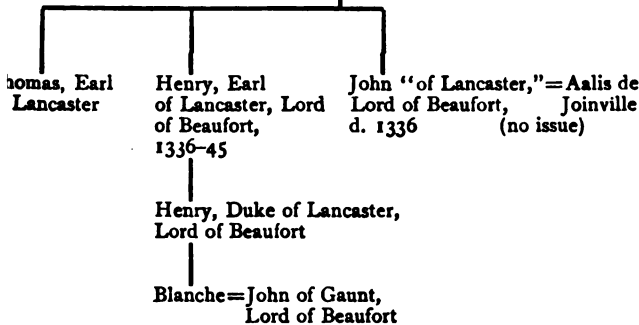 homas, Earl
Lancaster
Henry, Earl
of Lancaster, Lord
of Beaufort,
1336–45
John “of Lancaster,”=Aalis de
Lord of Beaufort, Joinville
d. 1336 (no issue)
Henry, Duke of Lancaster,
Lord of Beaufort
Blanche=John of Gaunt,
Lord of Beaufort